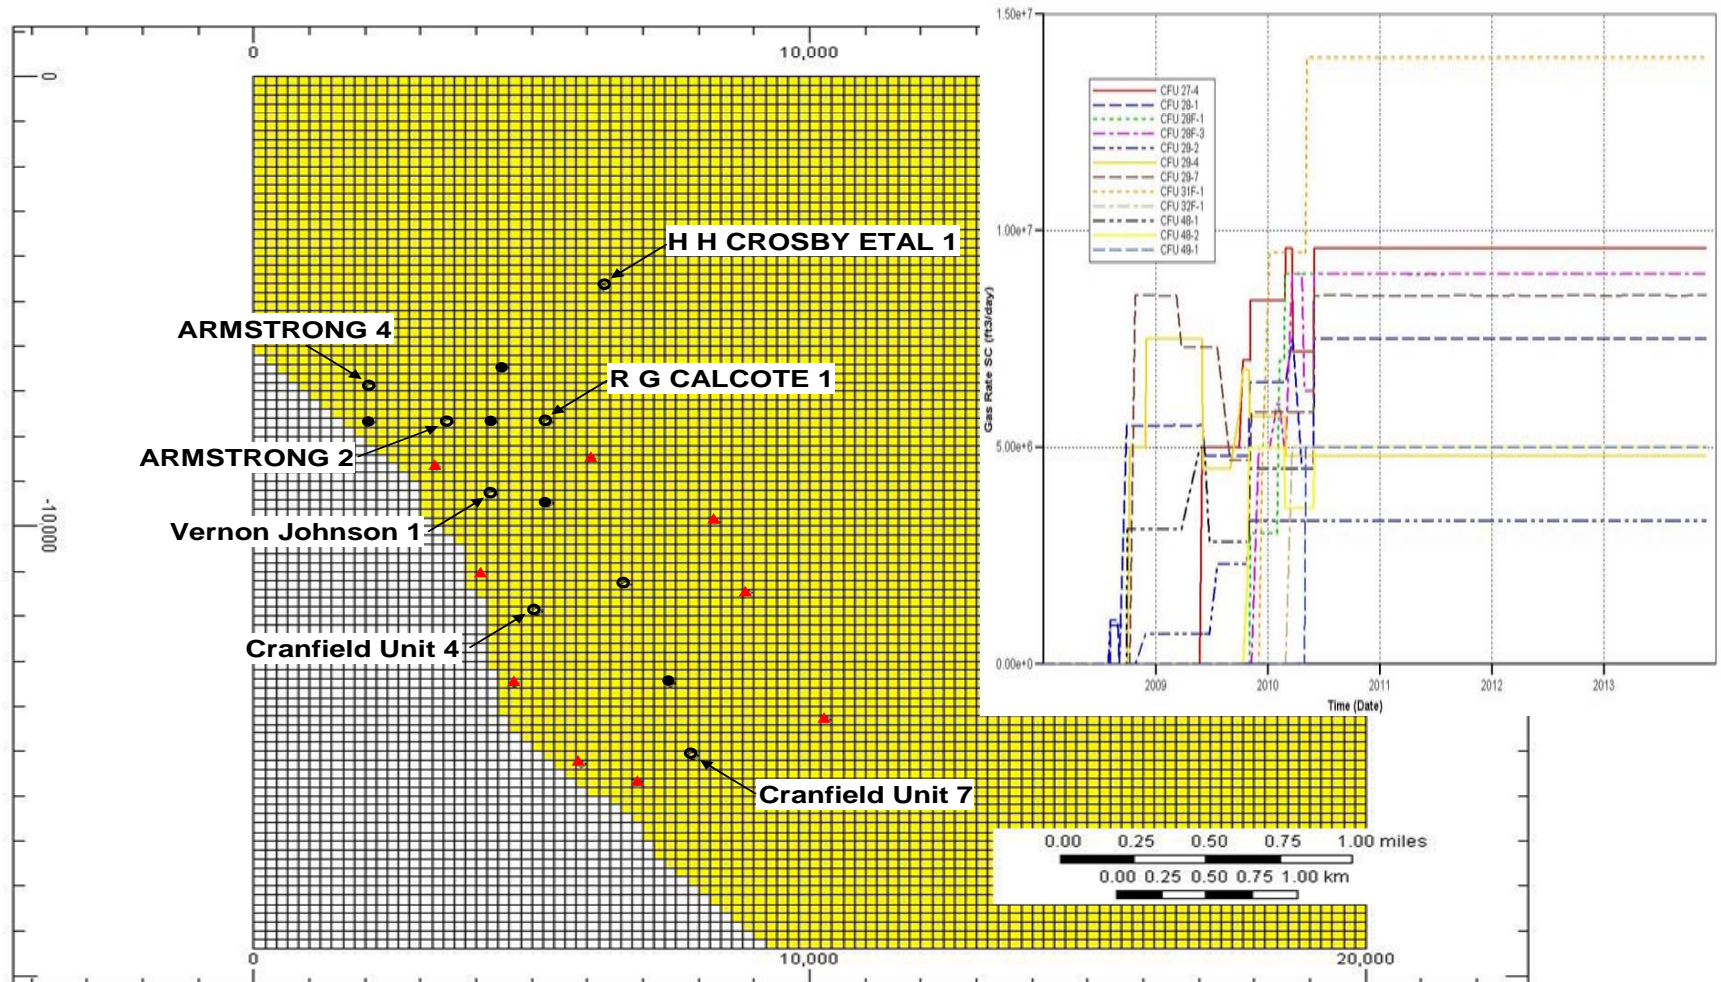 0
10,000
0
-10,000
H H CROSBY ETAL 1
ARMSTRONG 4
R G CALCOTE 1
ARMSTRONG 2
Vernon Johnson 1
Cranfield Unit 4
Cranfield Unit 7
0.00 0.25 0.50 0.75 1.00 miles
0.00 0.25 0.50 0.75 1.00 km
0
10,000
20,000
1.50e+7
1.00e+7
5.00e+6
0.00e+0
Gas Rate SC (ft3/day)
CFU 27-4
CFU 28-1
CFU 28F-1
CFU 28F-3
CFU 29-4
CFU 29-7
CFU 31F-1
CFU 32F-1
CFU 48-1
CFU 48-2
CFU 49-1
2009
2010
2011
2012
2013
Time (Date)